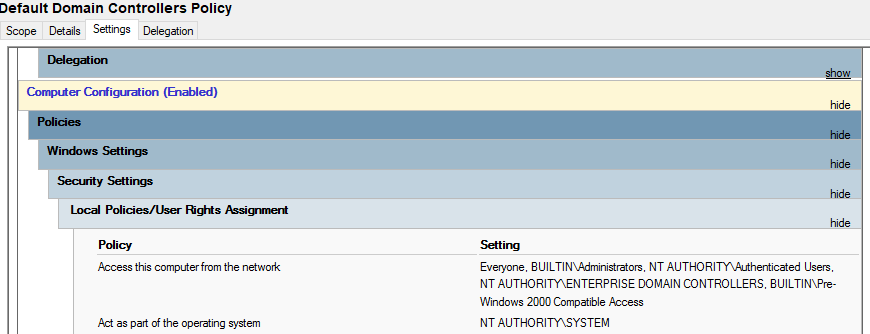 Default Domain Controllers Policy
Scope Details Settings Delegation
Delegation
show
Computer Configuration (Enabled)
hide
Policies
hide
Windows Settings
hide
Security Settings
hide
Local Policies/User Rights Assignment
hide
Policy Setting
Access this computer from the network Everyone, BUILTIN\Administrators, NT AUTHORITY\Authenticated Users,
NT AUTHORITY\ENTERPRISE DOMAIN CONTROLLERS, BUILTIN\Pre-
Windows 2000 Compatible Access
Act as part of the operating system NT AUTHORITY\SYSTEM